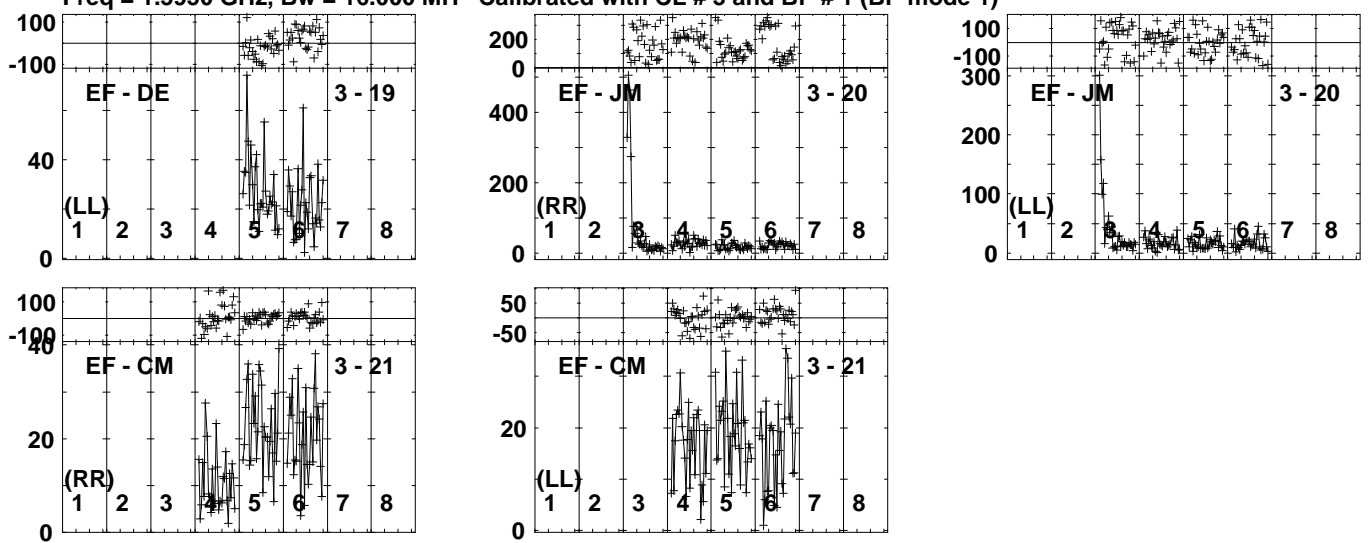 Freq = GHz, Bw = 16.000 MH Calibrated with CL # and BP # 1 (BP mode 1)
100
-100
EF - DE 3 - 19
40
0
(LL)
1 2 3 4 5 6 7 8
200
0
EF - JM 3 - 20
400
200
0
(RR)
1 2 3 4 5 6 7 8
100
-100
300
EF - JM 3 - 20
200
100
0
(LL)
1 2 3 4 5 6 7 8
100
-100
40
EF - CM 3 - 21
20
0
(RR)
1 2 3 4 5 6 7 8
50
-50
EF - CM 3 - 21
20
0
(LL)
1 2 3 4 5 6 7 8